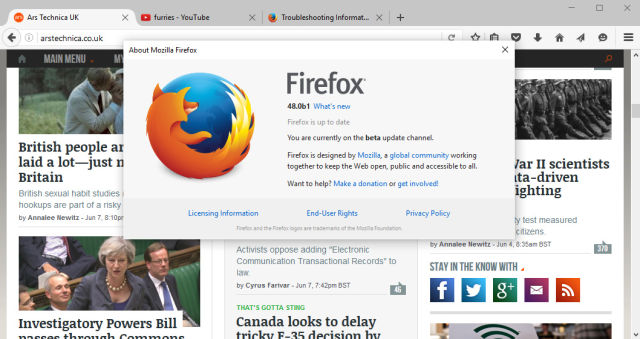 Ars Technica UK
furries - YouTube
Troubleshooting Informat...
arstechnica.co.uk
MAIN MENU
About Mozilla Firefox
Firefox
48.0b1 What's new
Firefox is up to date
You are currently on the beta update channel.
Firefox is designed by Mozilla, a global community working
together to keep the Web open, public and accessible to all.
Want to help? Make a donation or get involved!
Licensing Information
End-User Rights
Privacy Policy
Firefox and the Firefox logos are trademarks of the Mozilla Foundation.
British people
laid a lot—just
Britain
British sexual habit studies
hookups are part of a risky
by Annalee Newitz - Jun 7, 8:10pm
Investigatory Powers Bill
passes through Commons
Activists oppose adding "Electronic
Communication Transactional Records" to
law.
by Cyrus Farivar - Jun 7, 7:42pm BST
46
THAT'S GOTTA STING
Canada looks to delay
tricky F-35 decision by
War II scientists
data-driven
fighting
test measured
citizens.
by Annalee Newitz - Jun 4, 8:35am BST
370
STAY IN THE KNOW WITH